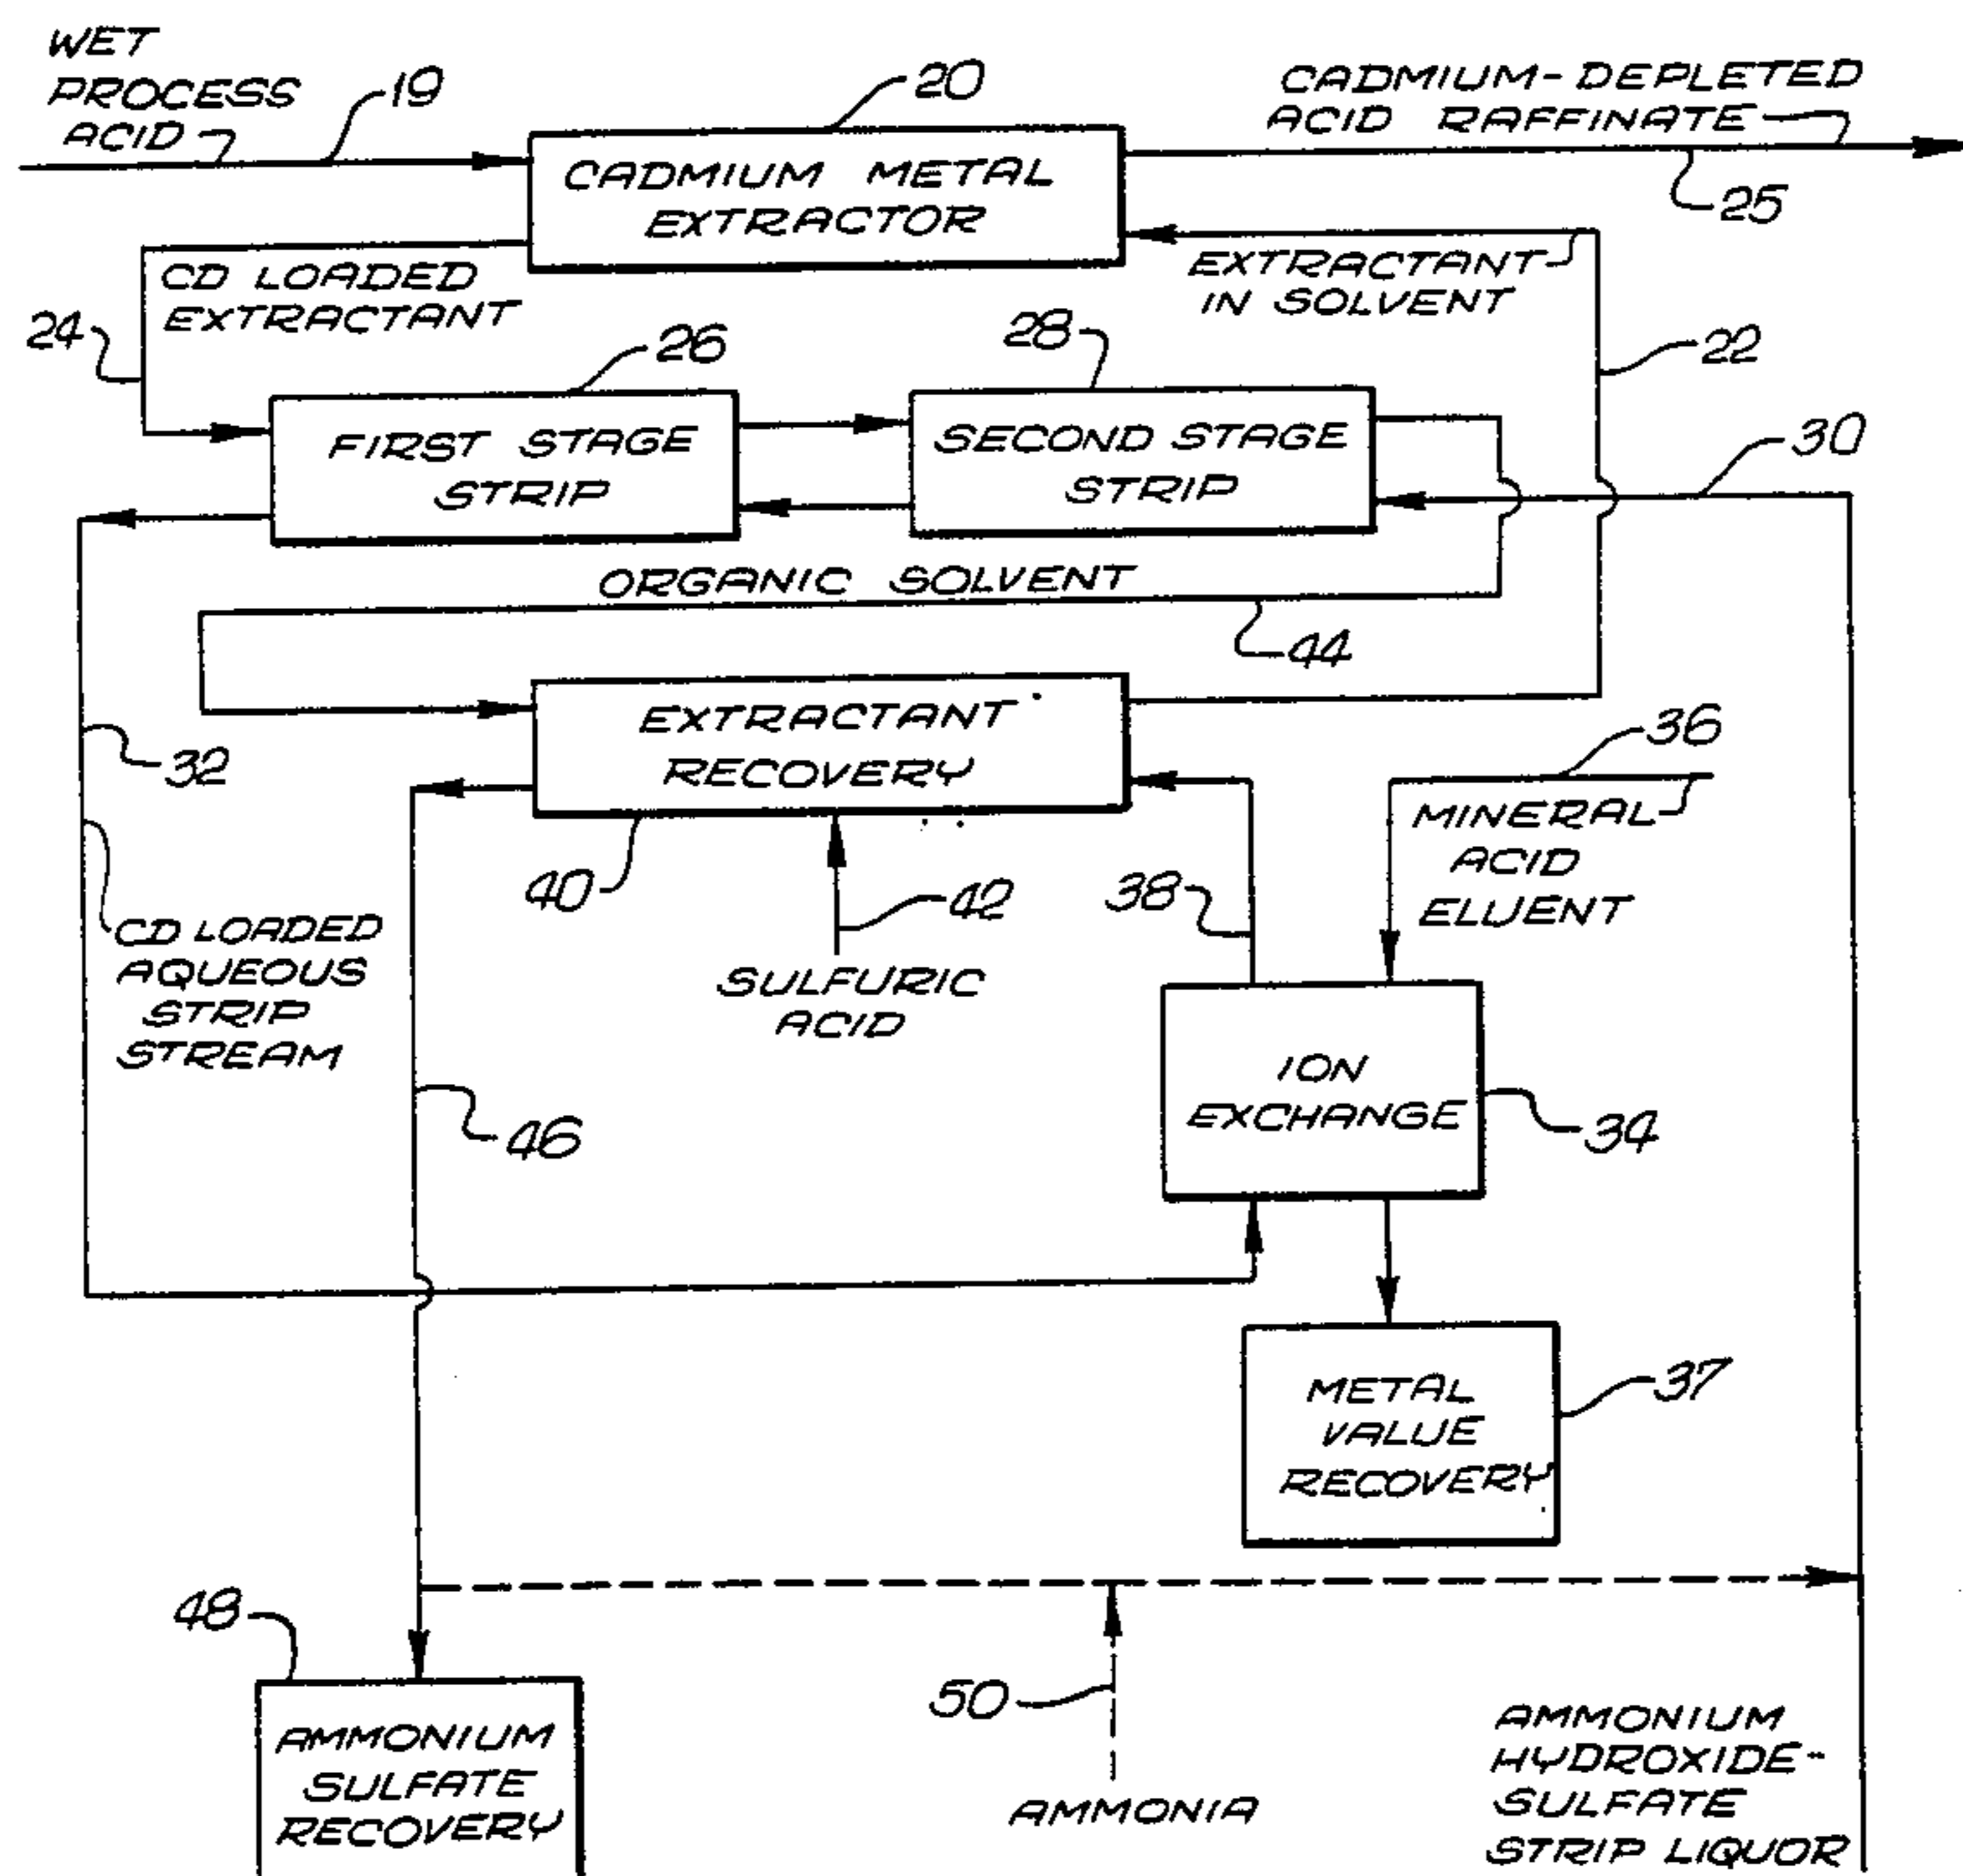 WET
PROCESS
ACID
19
20
CADMIUM-DEPLETED
ACID RAFFINATE
25
CADMIUM METAL
EXTRACTOR
CD LOADED
EXTRACTANT
EXTRACTANT
IN SOLVENT
24
26
28
22
30
FIRST STAGE
STRIP
SECOND STAGE
STRIP
ORGANIC SOLVENT
44
EXTRACTANT
RECOVERY
32
36
MINERAL
ACID
ELUENT
40
42
38
SULFURIC
ACID
CD LOADED
AQUEOUS
STRIP
STREAM
46
ION
EXCHANGE
34
METAL
VALUE
RECOVERY
37
48
50
AMMONIUM
SULFATE
RECOVERY
AMMONIA
AMMONIUM
HYDROXIDE-
SULFATE
STRIP LIQUOR